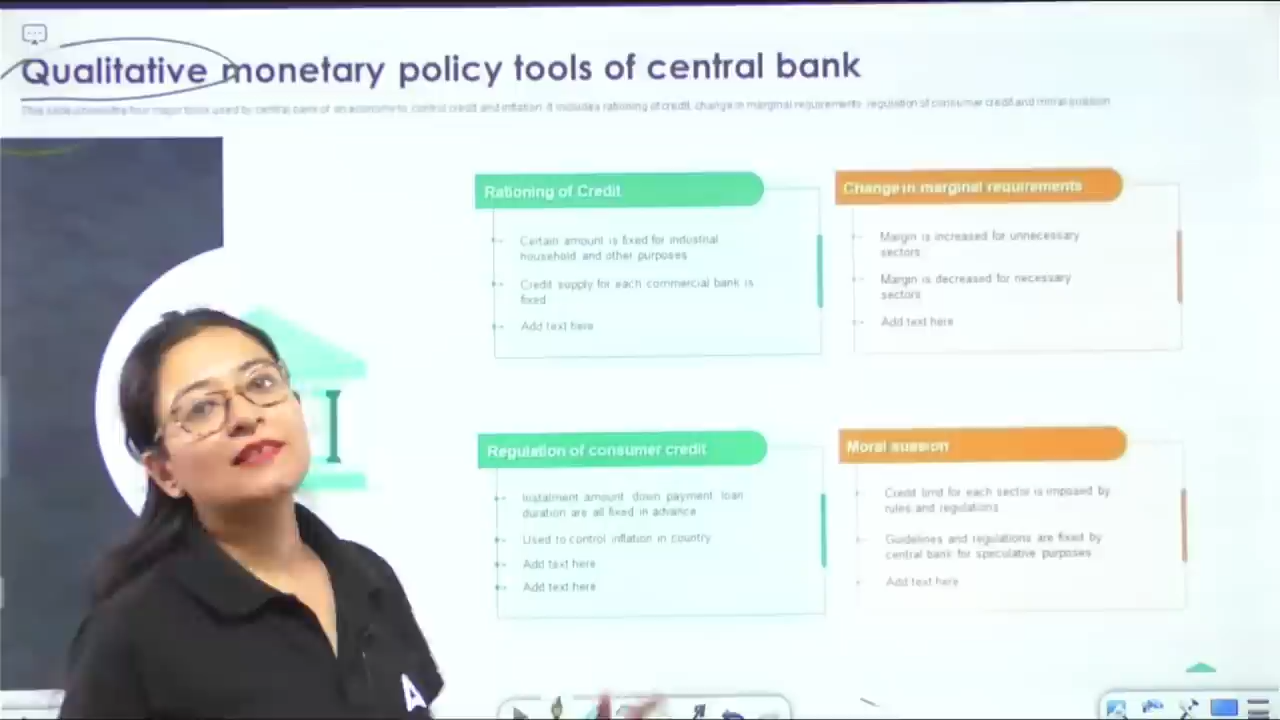 Qualitative monetary policy tools of central bank
This slide provides four major tools used by central bank of an economy to control credit and inflation. It includes rationing of credit, change in marginal requirements, regulation of consumer credit and moral suasion
Rationing of Credit
Certain amount is fixed for industrial
household and other purposes
Credit supply for each commercial bank is
fixed
Add text here
Change in marginal requirements
Margin is increased for unnecessary
sectors
Margin is decreased for necessary
sectors
Add text here
Regulation of consumer credit
Instalment amount, down payment, loan
duration are all fixed in advance
Used to control inflation in country
Add text here
Add text here
Moral suasion
Credit limit for each sector is imposed by
rules and regulations
Guidelines and regulations are fixed by
central bank for speculative purposes
Add text here